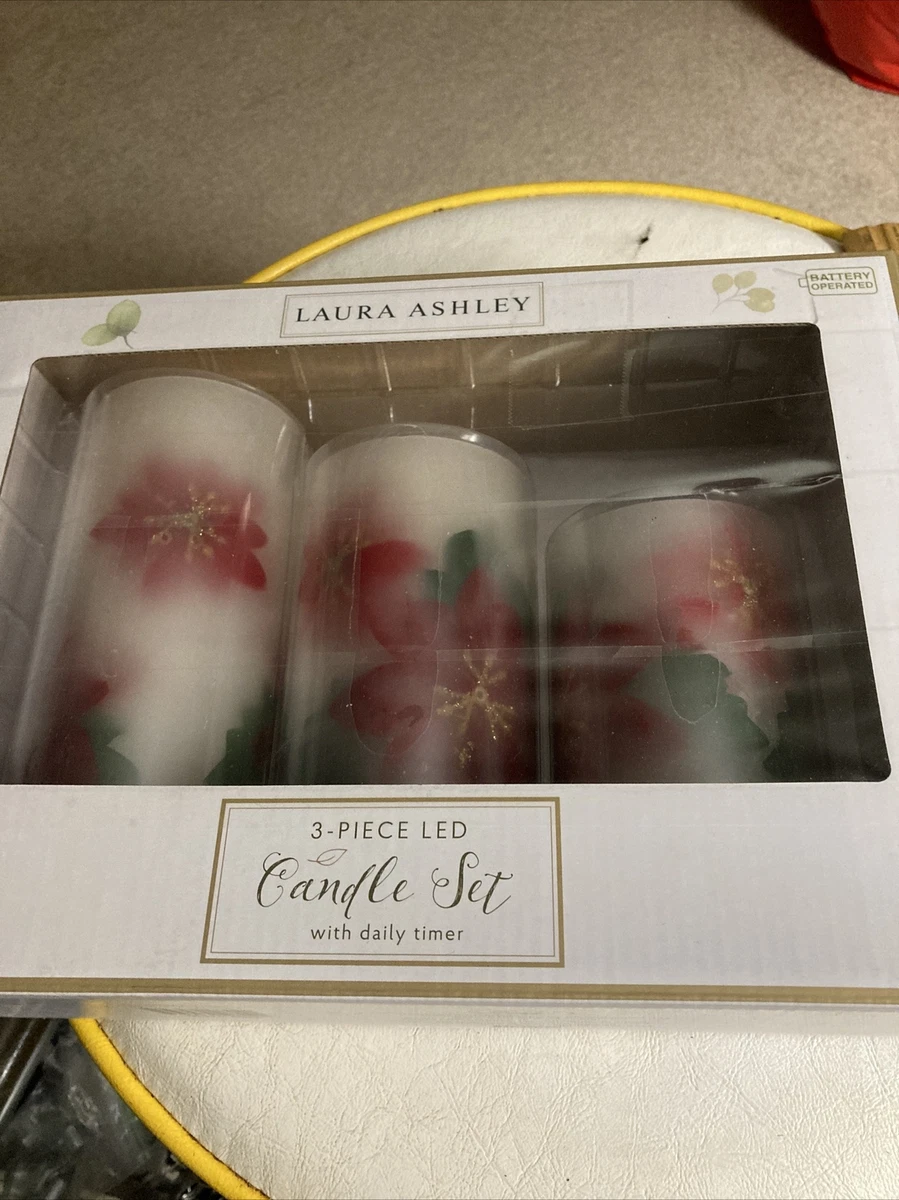 LAURA ASHLEY
BATTERY
OPERATED
3-PIECE LED
Candle Set
with daily timer